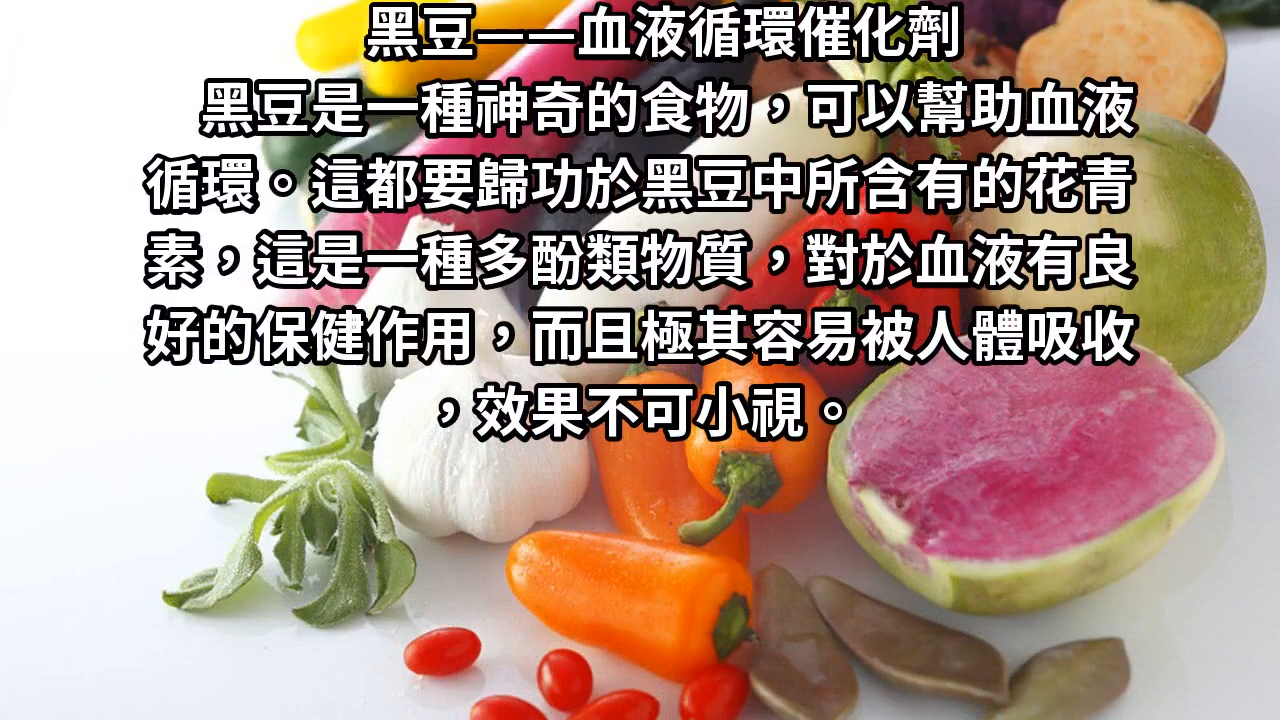 黑豆——血液循環催化劑
黑豆是一種神奇的食物，可以幫助血液
循環。這都要歸功於黑豆中所含有的花青
素，這是一種多酚類物質，對於血液有良
好的保健作用，而且極其容易被人體吸收
，效果不可小視。